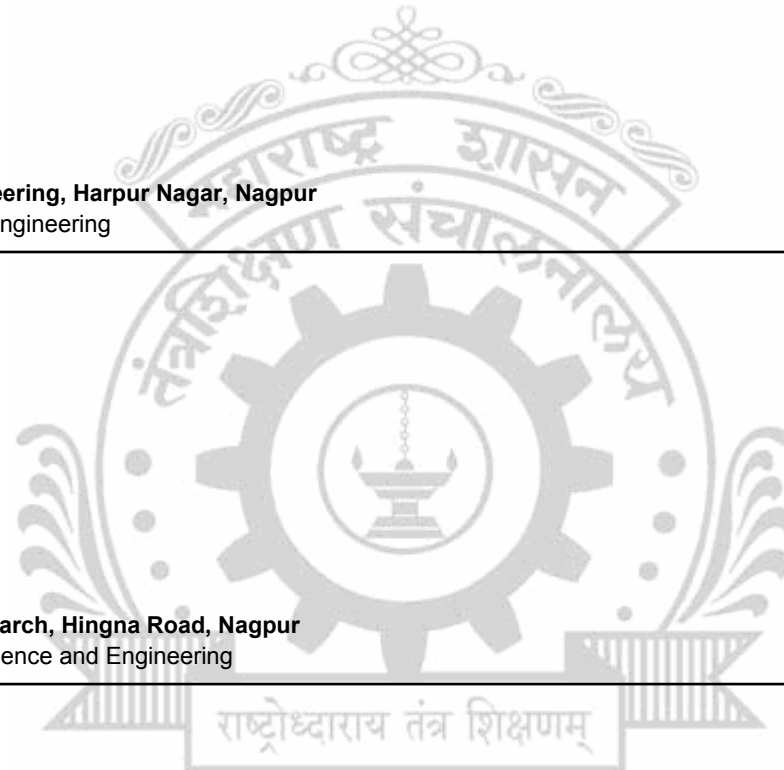 महाराष्ट्र शासन
eering, Harpur Nagar, Nagpur
ngineering
तंत्रशिक्षण संचालनालय
arch, Hingna Road, Nagpur
ence and Engineering
राष्ट्रोध्दाराय तंत्र शिक्षणम्